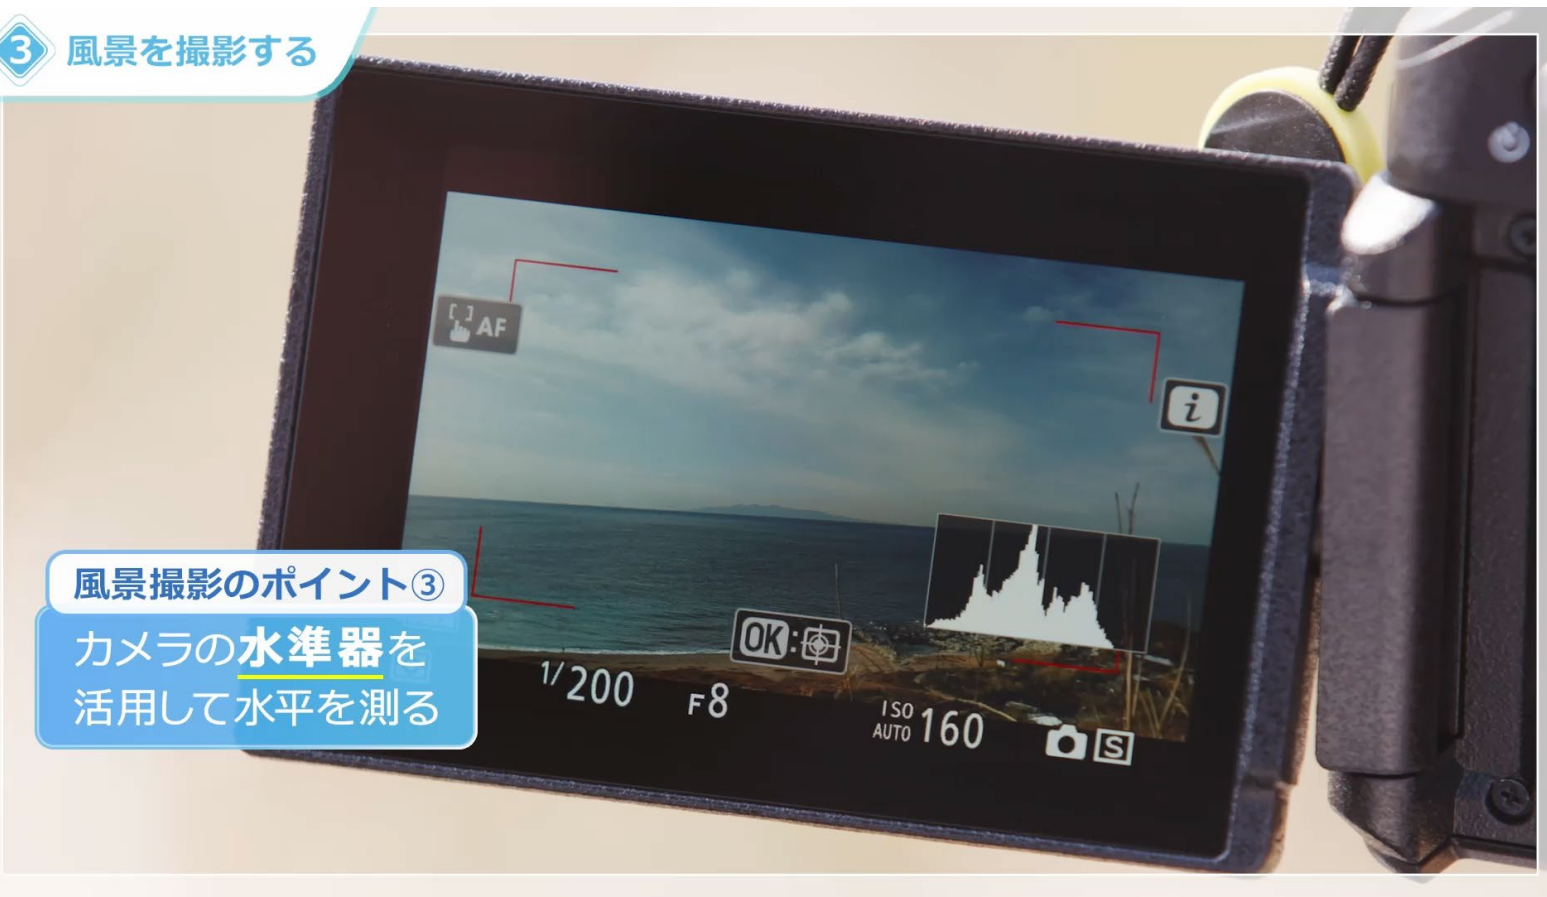 3 風景を撮影する
AF
i
OK:
1/200 F8 ISO AUTO 160 S
風景撮影のポイント③
カメラの水準器を
活用して水平を測る